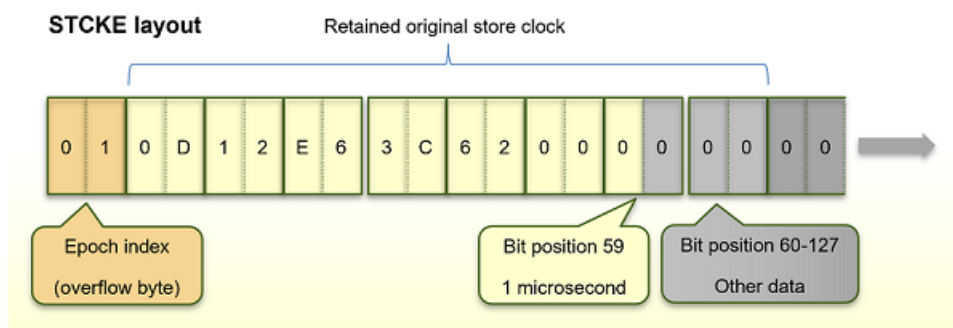 STCKE layout
Retained original store clock
0 1 0 D 1 2 E 6 3 C 6 2 0 0 0 0 0 0 0 0
Epoch index
(overflow byte)
Bit position 59
1 microsecond
Bit position 60-127
Other data